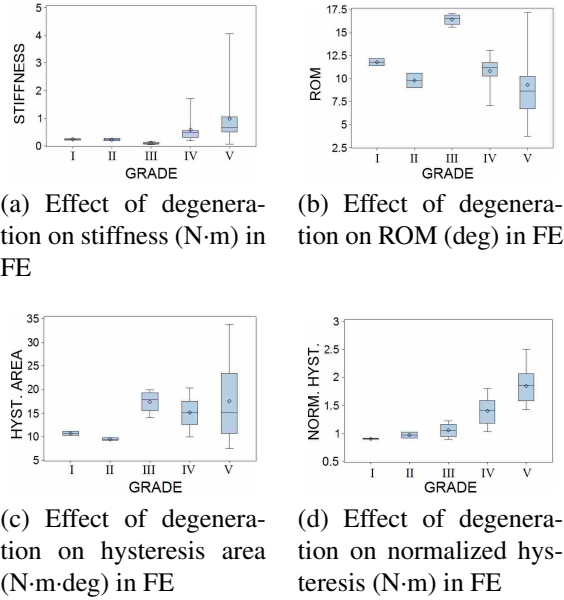 5
4
3
2
1
0
STIFFNESS
I II III IV V
GRADE
17.5
15
12.5
10
7.5
5
2.5
ROM
I II III IV V
GRADE
(a) Effect of degenera-
tion on stiffness (N·m) in
FE
(b) Effect of degenera-
tion on ROM (deg) in FE
35
30
25
20
15
10
5
HYST. AREA
I II III IV V
GRADE
3
2.5
2
1.5
1
0.5
NORM. HYST.
I II III IV V
GRADE
(c) Effect of degenera-
tion on hysteresis area
(N·m·deg) in FE
(d) Effect of degenera-
tion on normalized hys-
teresis (N·m) in FE